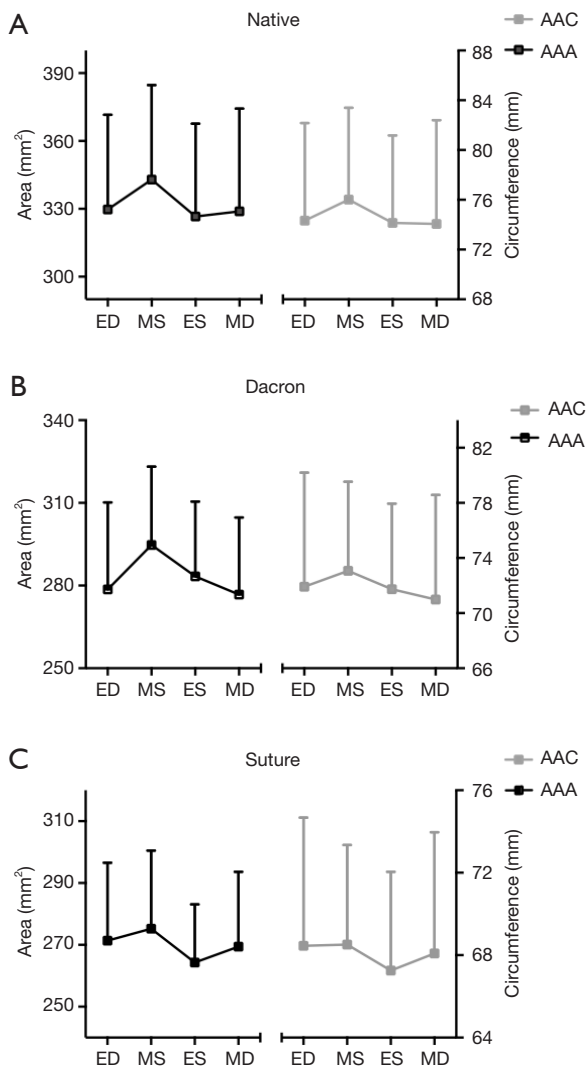 A
Native
AAC
AAA
390
360
330
300
Area (mm²)
88
84
80
76
72
68
Circumference (mm)
ED MS ES MD ED MS ES MD
B
Dacron
AAC
AAA
340
310
280
250
Area (mm²)
82
78
74
70
66
Circumference (mm)
ED MS ES MD ED MS ES MD
C
Suture
AAC
AAA
310
290
270
250
Area (mm²)
76
72
68
64
Circumference (mm)
ED MS ES MD ED MS ES MD